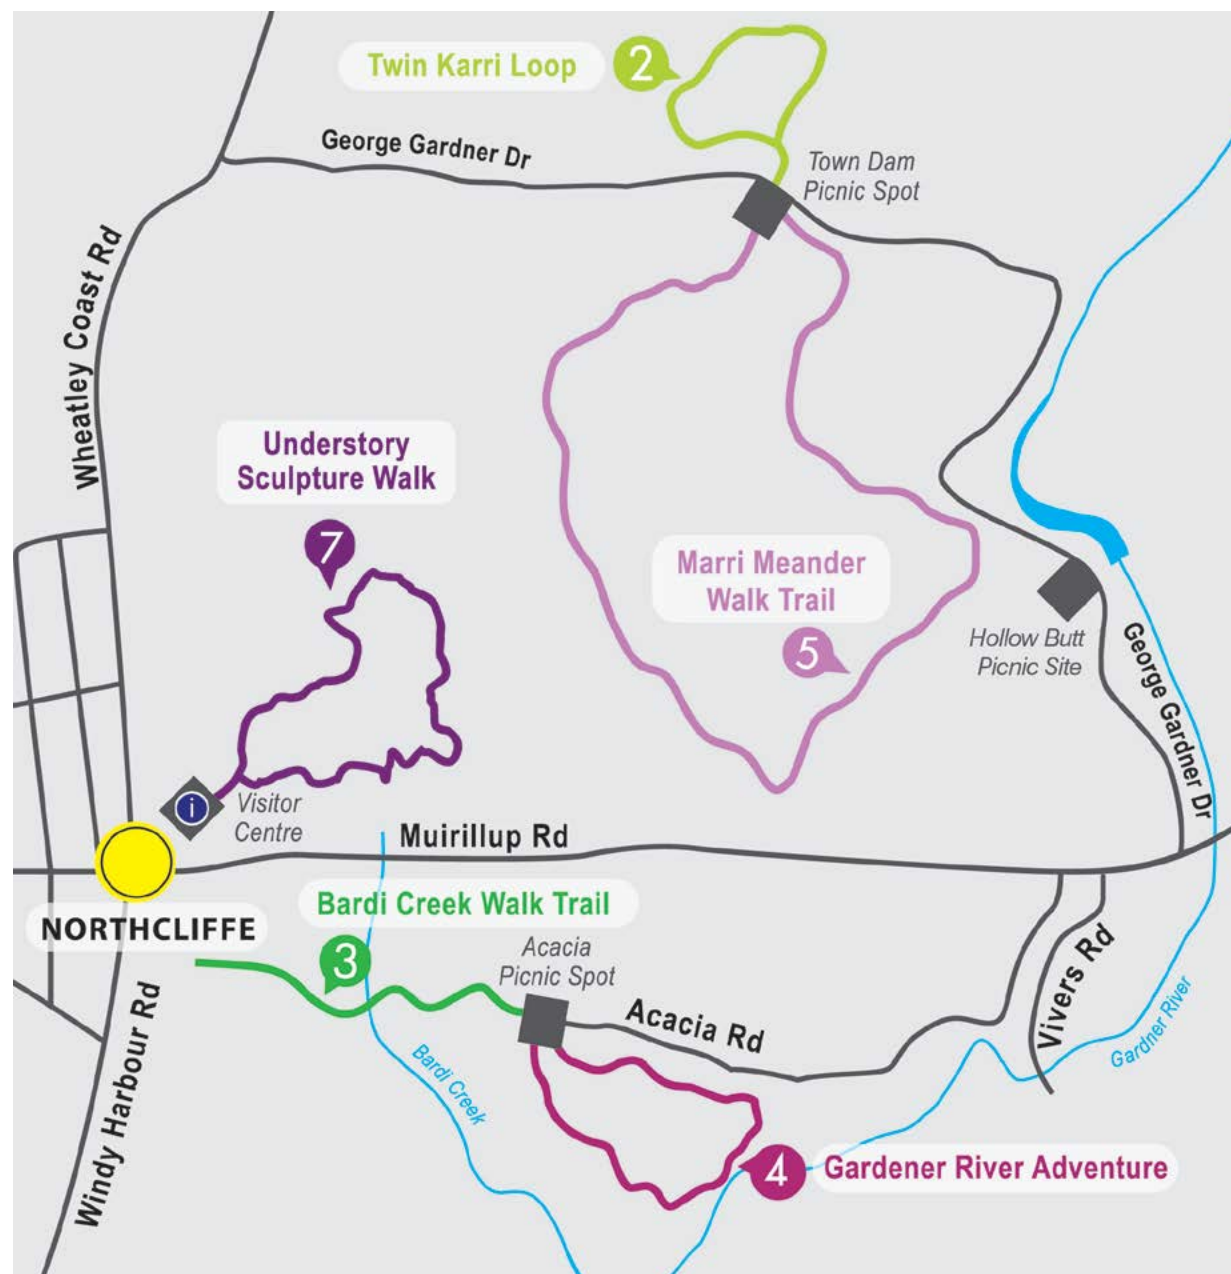 Twin Karri Loop
2
George Gardner Dr
Town Dam
Picnic Spot
Wheatley Coast Rd
Understory
Sculpture Walk
7
Marri Meander
Walk Trail
5
Hollow Butt
Picnic Site
George Gardner Dr
i
Visitor
Centre
Muirillup Rd
NORTHCLIFFE
Bardi Creek Walk Trail
3
Acacia
Picnic Spot
Acacia Rd
Vivers Rd
Gardner River
Bardi Creek
Windy Harbour Rd
4
Gardener River Adventure